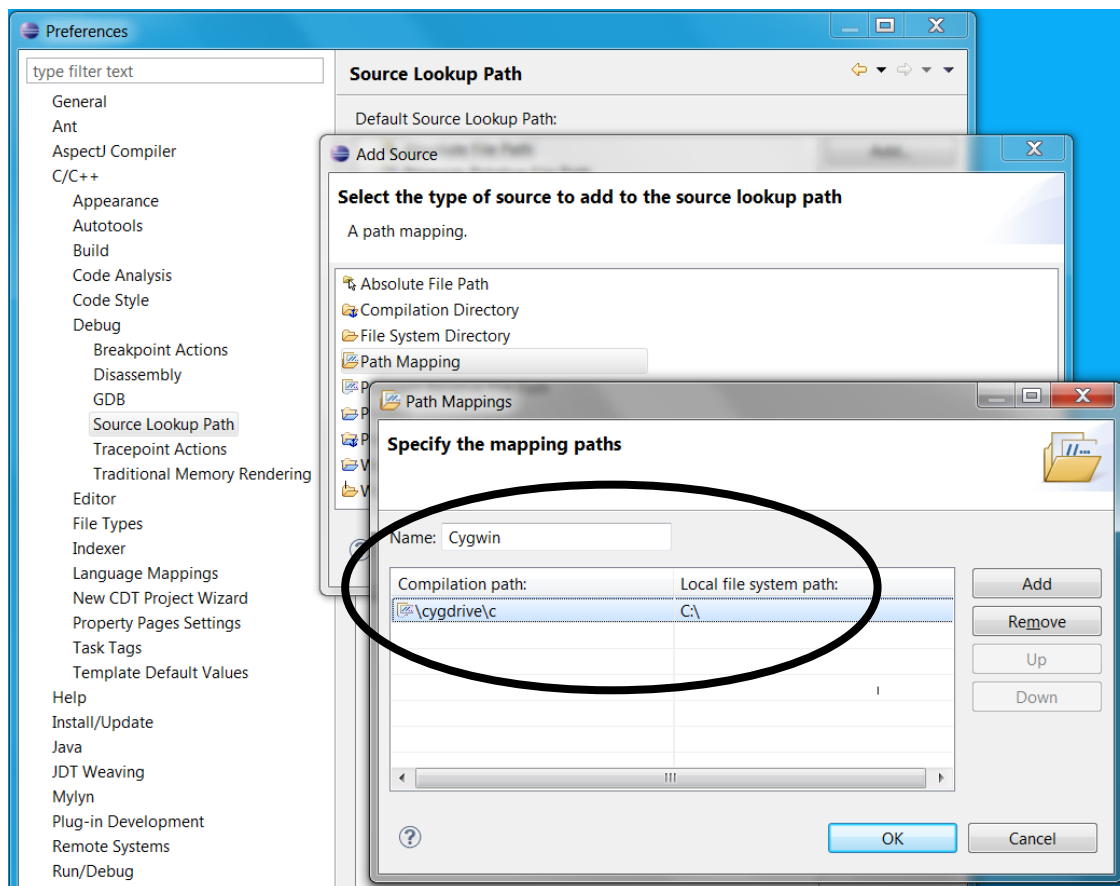 Preferences
type filter text
General
Ant
AspectJ Compiler
C/C++
Appearance
Autotools
Build
Code Analysis
Code Style
Debug
Breakpoint Actions
Disassembly
GDB
Source Lookup Path
Tracepoint Actions
Traditional Memory Rendering
Editor
File Types
Indexer
Language Mappings
New CDT Project Wizard
Property Pages Settings
Task Tags
Template Default Values
Help
Install/Update
Java
JDT Weaving
Mylyn
Plug-in Development
Remote Systems
Run/Debug
Source Lookup Path
Default Source Lookup Path:
Add Source
Select the type of source to add to the source lookup path
A path mapping.
Absolute File Path
Compilation Directory
File System Directory
Path Mapping
P
P
P
W
W
Path Mappings
Specify the mapping paths
Name: Cygwin
Compilation path: Local file system path:
\cygdrive\c C:\
Add
Remove
Up
Down
OK
Cancel